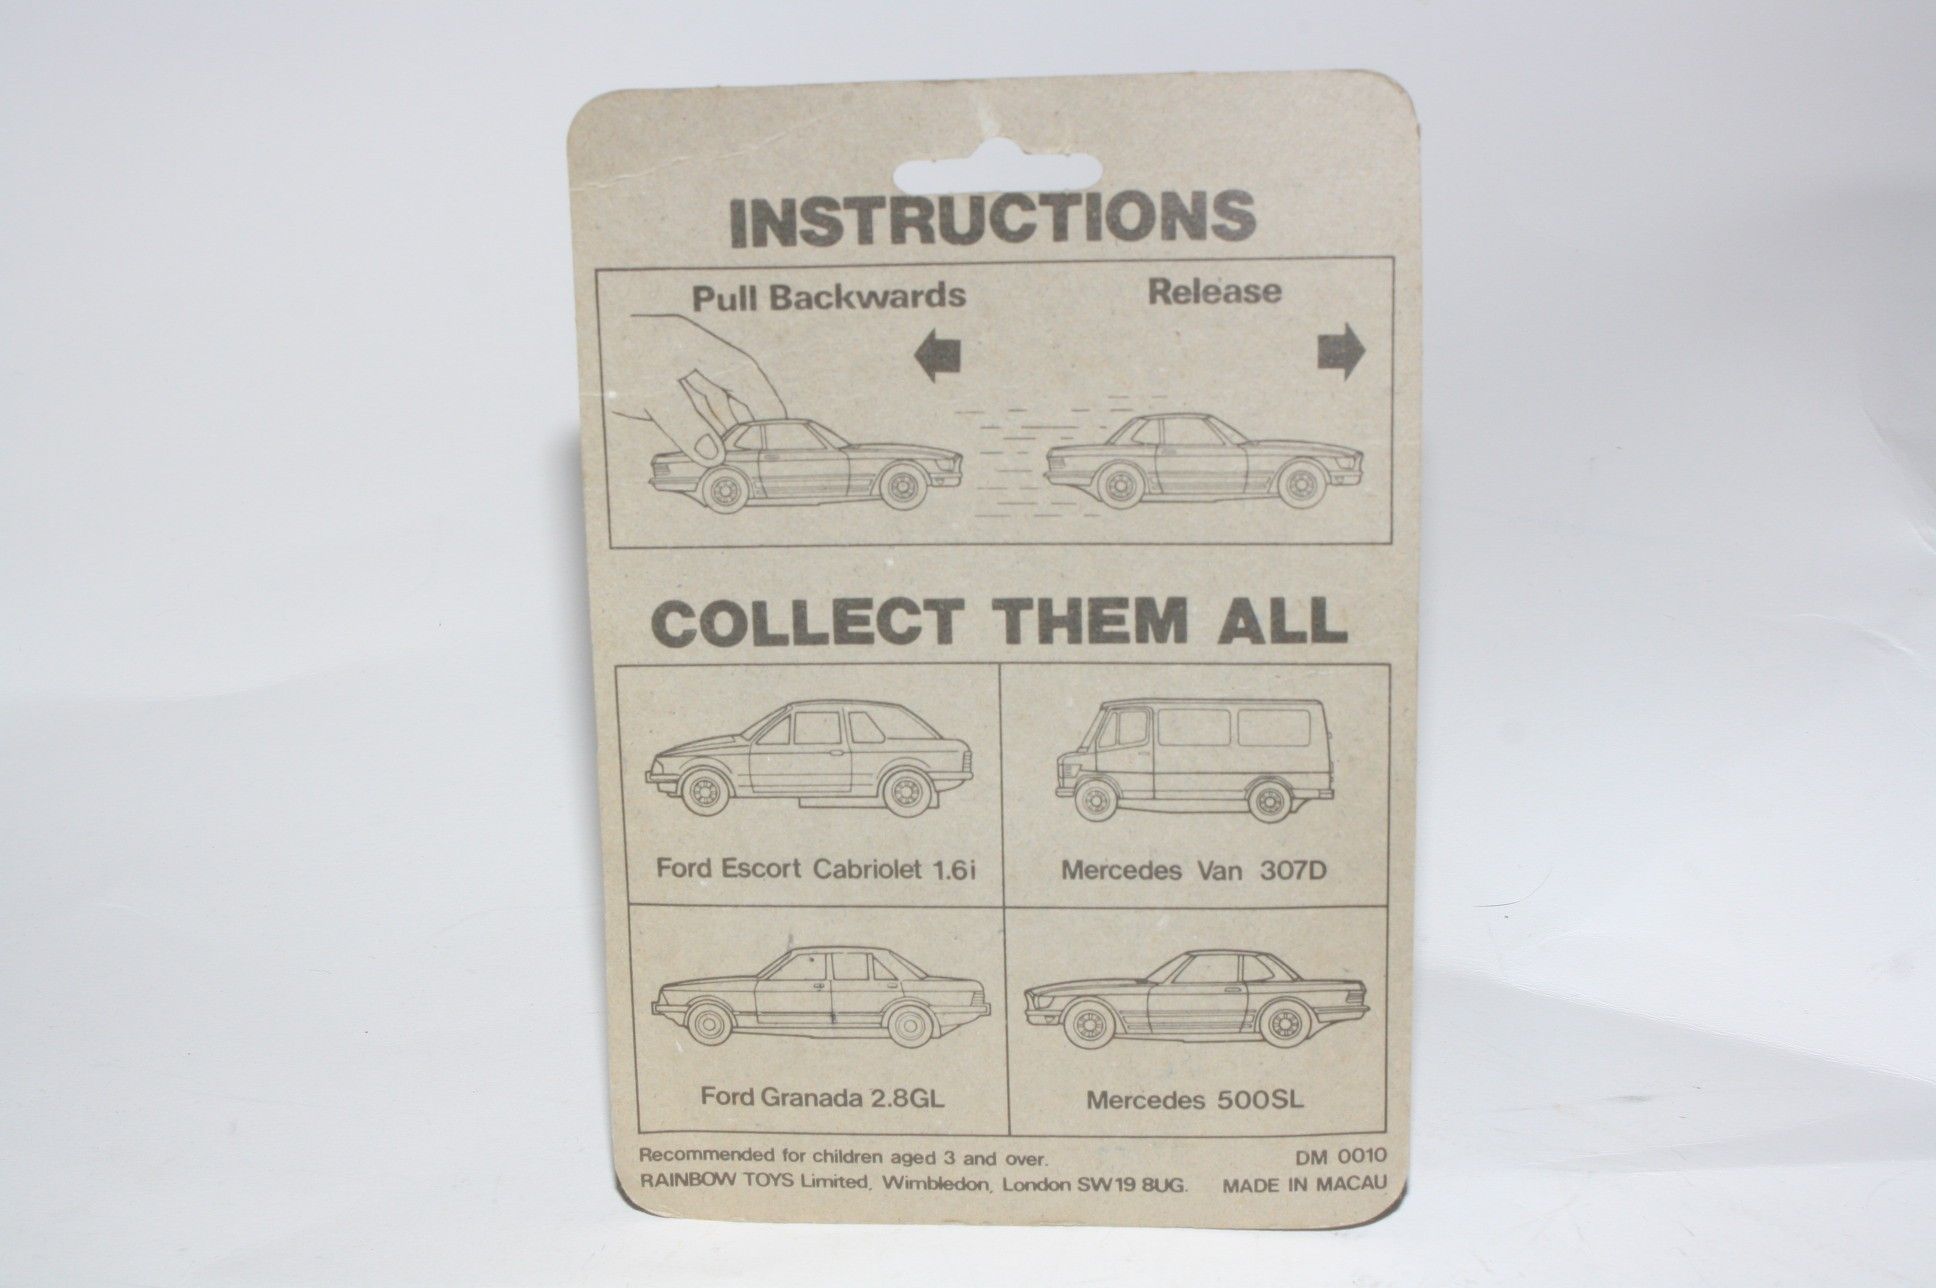 INSTRUCTIONS
Pull Backwards Release
COLLECT THEM ALL
Ford Escort Cabriolet 1.6i
Mercedes Van 307D
Ford Granada 2.8GL
Mercedes 500SL
Recommended for children aged 3 and over. DM 0010
RAINBOW TOYS Limited, Wimbledon, London SW19 8UG. MADE IN MACAU